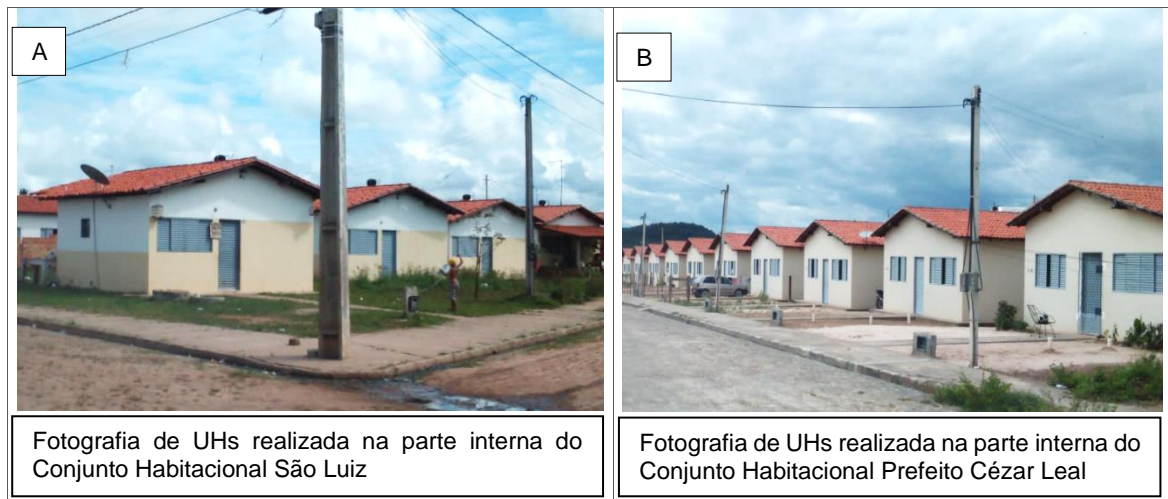 A
B
Fotografia de UHs realizada na parte interna do
Conjunto Habitacional São Luiz
Fotografia de UHs realizada na parte interna do
Conjunto Habitacional Prefeito Cézar Leal